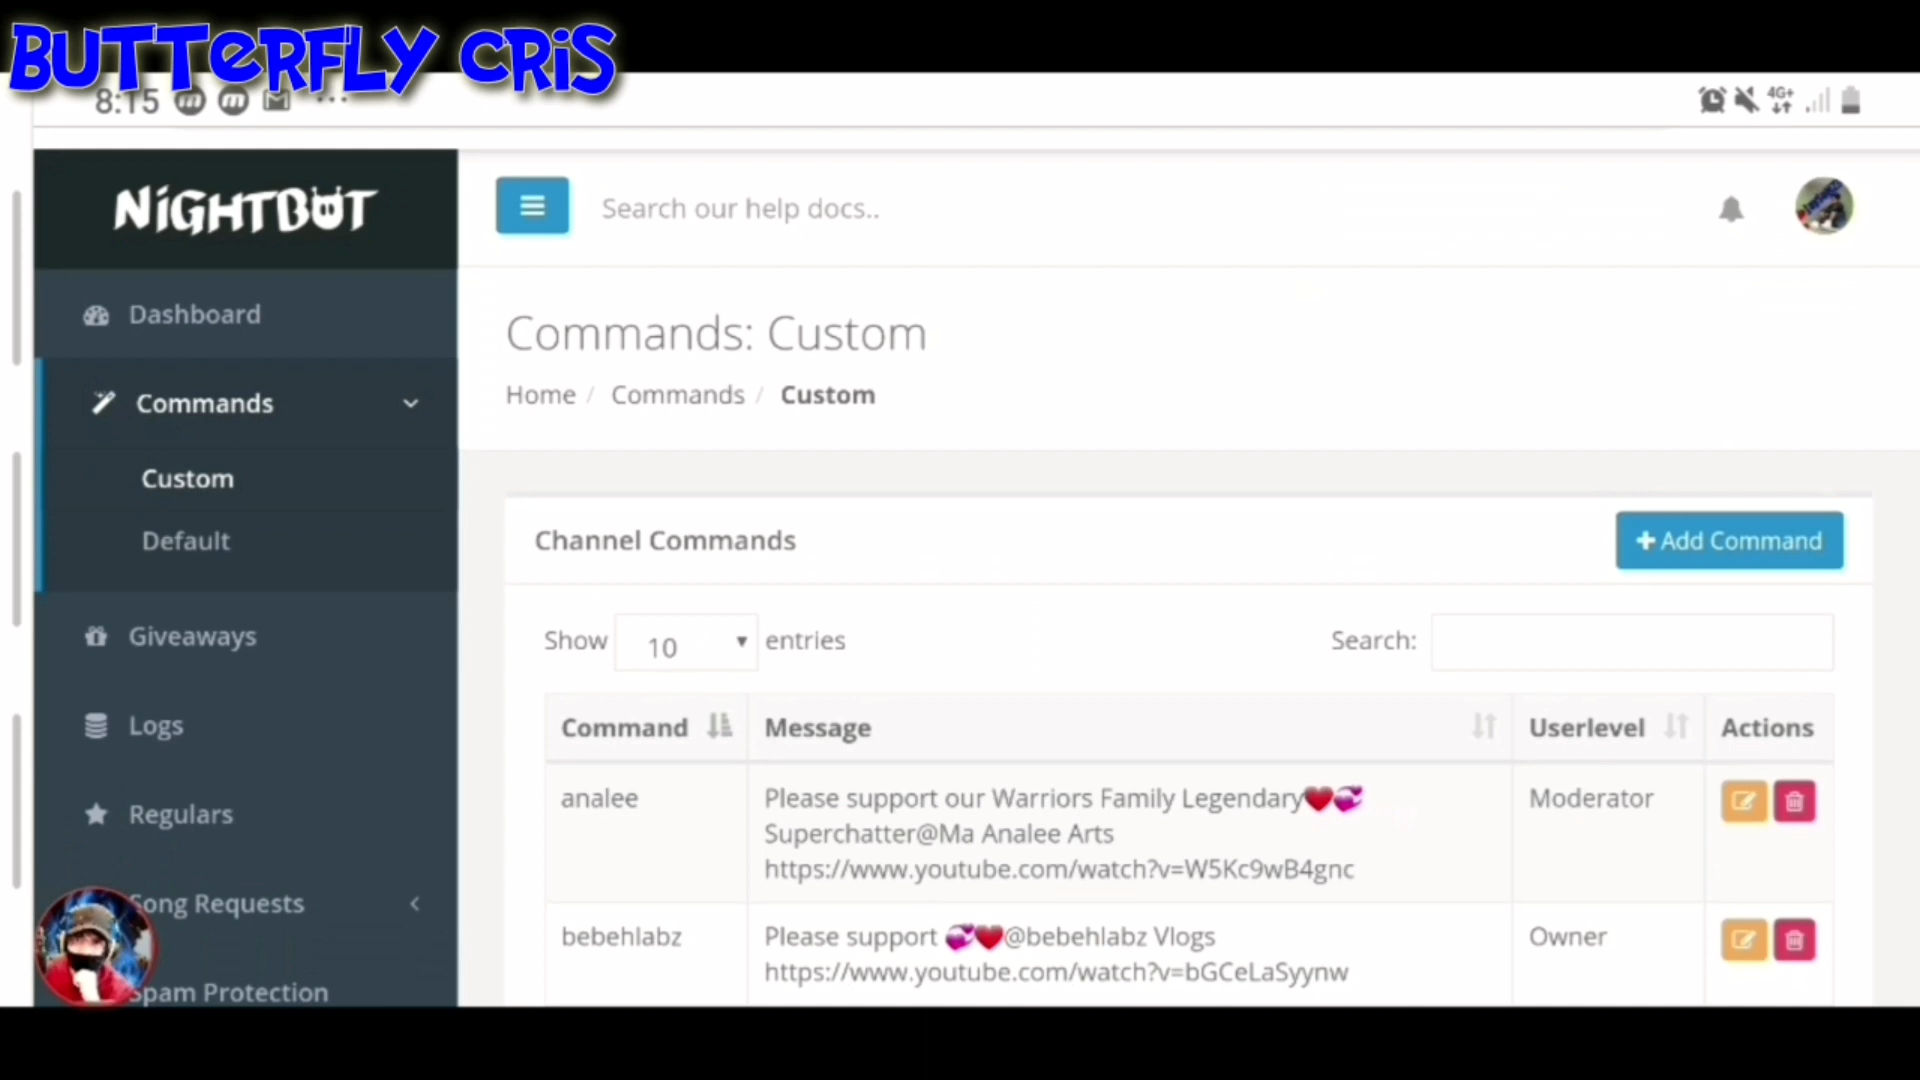 BUTTERFLY CRIS
8:15
4G+
NIGHTBOT
Search our help docs..
Dashboard
Commands
Custom
Default
Giveaways
Logs
Regulars
Song Requests
Spam Protection
Commands: Custom
Home / Commands / Custom
Channel Commands
+ Add Command
Show 10 entries
Search:
Command Message Userlevel Actions
analee
Please support our Warriors Family Legendary❤️💞
Superchatter@Ma Analee Arts
https://www.youtube.com/watch?v=W5Kc9wB4gnc
Moderator
bebehlabz
Please support 💞❤️@bebehlabz Vlogs
https://www.youtube.com/watch?v=bGCeLaSyynw
Owner